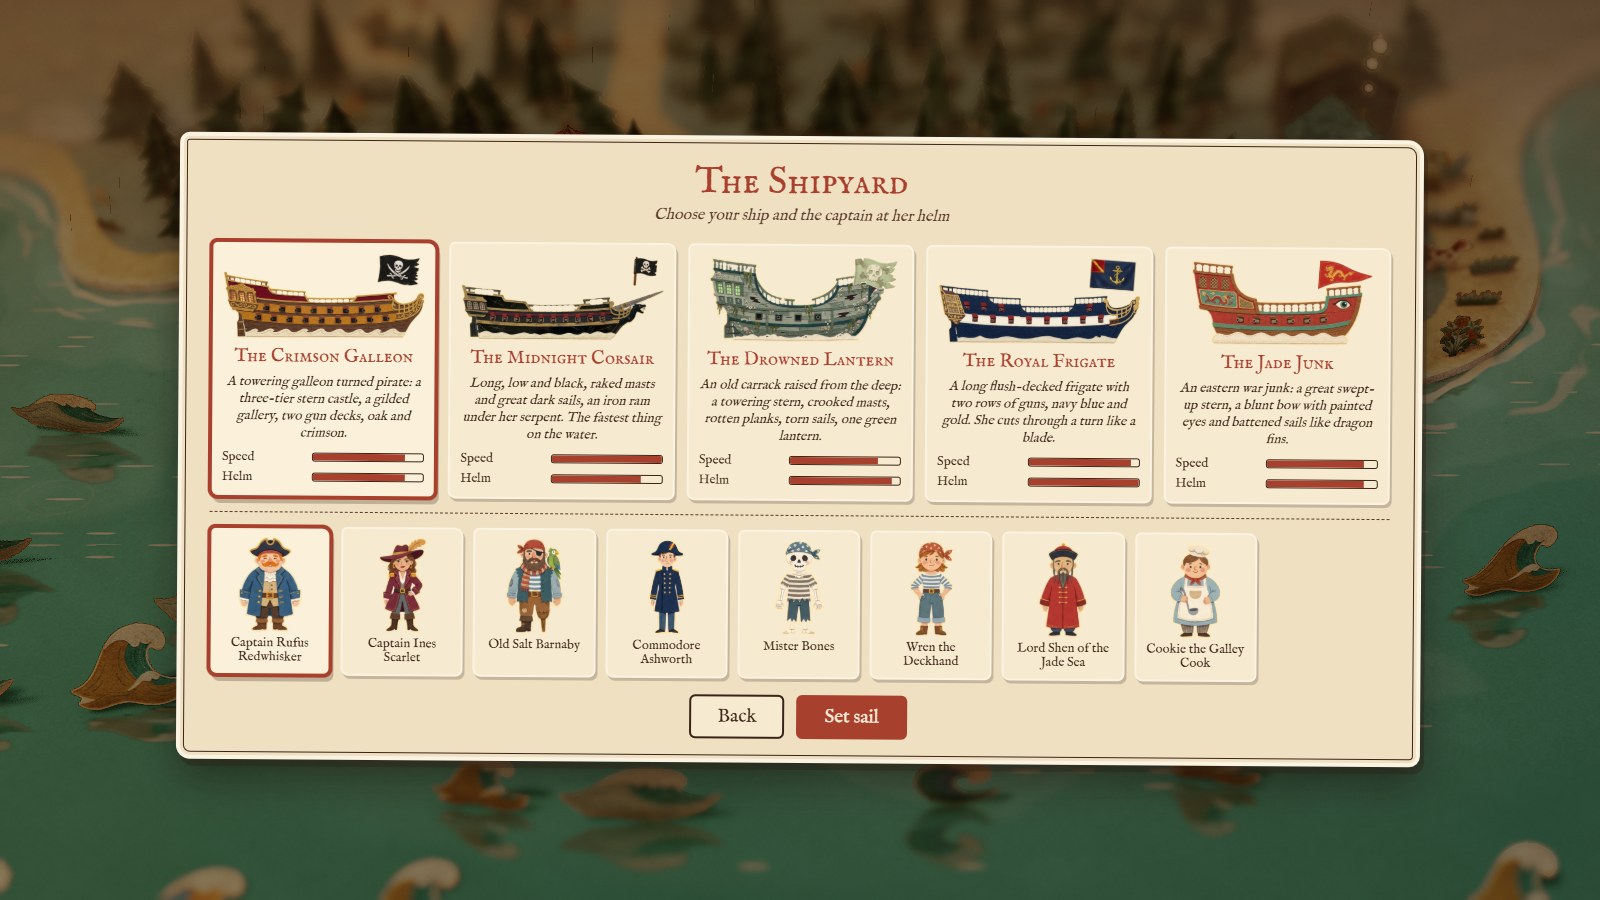 The Shipyard
Choose your ship and the captain at her helm
The Crimson Galleon
A towering galleon turned pirate: a
three-tier stern castle, a gilded
gallery, two gun decks, oak and
crimson.
Speed
Helm
The Midnight Corsair
Long, low and black, raked masts
and great dark sails, an iron ram
under her serpent. The fastest thing
on the water.
Speed
Helm
The Drowned Lantern
An old carrack raised from the deep:
a towering stern, crooked masts,
rotten planks, torn sails, one green
lantern.
Speed
Helm
The Royal Frigate
A long flush-decked frigate with
two rows of guns, navy blue and
gold. She cuts through a turn like a
blade.
Speed
Helm
The Jade Junk
An eastern war junk: a great swept-
up stern, a blunt bow with painted
eyes and battened sails like dragon
fins.
Speed
Helm
Captain Rufus
Redwhisker
Captain Ines
Scarlet
Old Salt Barnaby
Commodore
Ashworth
Mister Bones
Wren the
Deckhand
Lord Shen of the
Jade Sea
Cookie the Galley
Cook
Back
Set sail